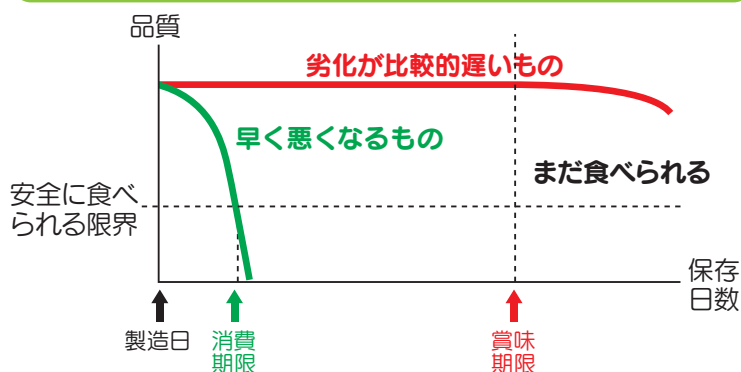 品質
劣化が比較的遅いもの
早く悪くなるもの
まだ食べられる
安全に食べ
られる限界
保存
日数
製造日
消費
期限
賞味
期限